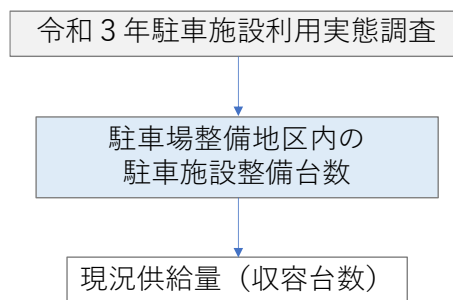 令和３年駐車施設利用実態調査
駐車場整備地区内の
駐車施設整備台数
現況供給量（収容台数）